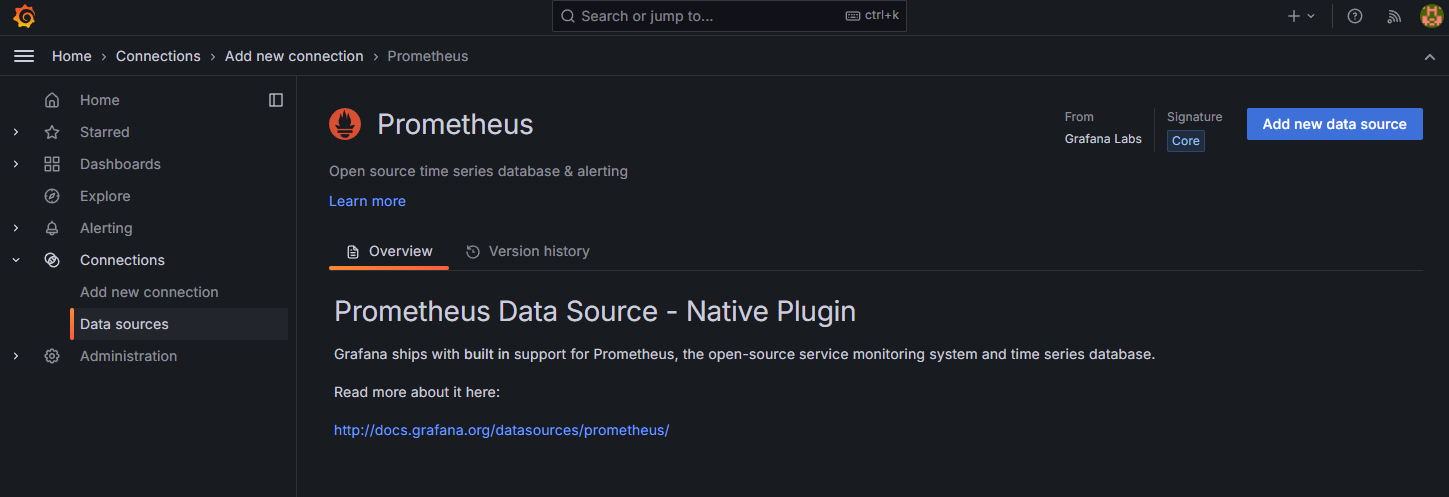 Search or jump to... ctrl+k
Home › Connections › Add new connection › Prometheus
Home
Starred
Dashboards
Explore
Alerting
Connections
Add new connection
Data sources
Administration
Prometheus
From
Grafana Labs
Signature
Core
Add new data source
Open source time series database & alerting
Learn more
Overview
Version history
Prometheus Data Source - Native Plugin
Grafana ships with built in support for Prometheus, the open-source service monitoring system and time series database.
Read more about it here:
http://docs.grafana.org/datasources/prometheus/